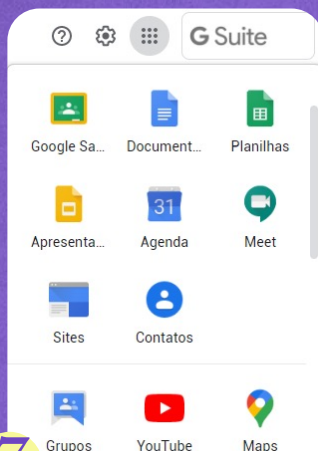 G Suite
Google Sa... Document... Planilhas
31
Apresenta... Agenda Meet
Sites Contatos
Grupos YouTube Maps